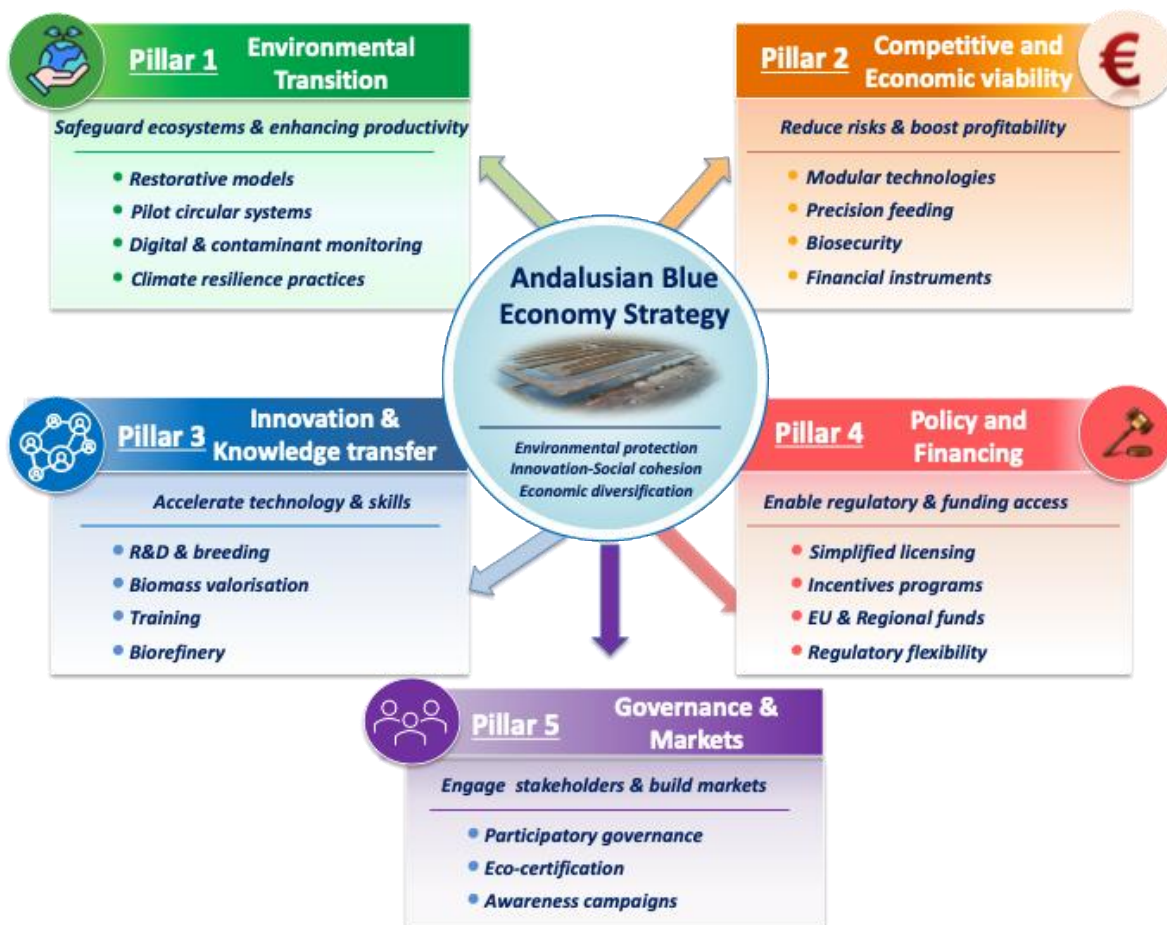 Pillar 1
Environmental
Transition
Safeguard ecosystems & enhancing productivity
Restorative models
Pilot circular systems
Digital & contaminant monitoring
Climate resilience practices
Pillar 2
Competitive and
Economic viability
€
Reduce risks & boost profitability
Modular technologies
Precision feeding
Biosecurity
Financial instruments
Andalusian Blue
Economy Strategy
Environmental protection
Innovation-Social cohesion
Economic diversification
Pillar 3
Innovation &
Knowledge transfer
Accelerate technology & skills
R&D & breeding
Biomass valorisation
Training
Biorefinery
Pillar 4
Policy and
Financing
Enable regulatory & funding access
Simplified licensing
Incentives programs
EU & Regional funds
Regulatory flexibility
Pillar 5
Governance &
Markets
Engage stakeholders & build markets
Participatory governance
Eco-certification
Awareness campaigns